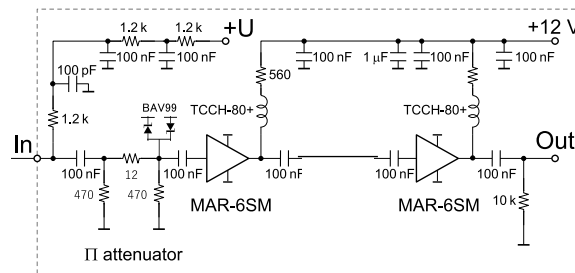 1.2 k 1.2 k +U +12 V
100 nF 100 nF 100 nF 1 µF 100 nF 100 nF
100 pF 560
BAV99 TCCH-80+ TCCH-80+
1.2 k
In Out
100 nF 12 100 nF 100 nF 100 nF 100 nF
470 470 MAR-6SM MAR-6SM 10 k
Π attenuator